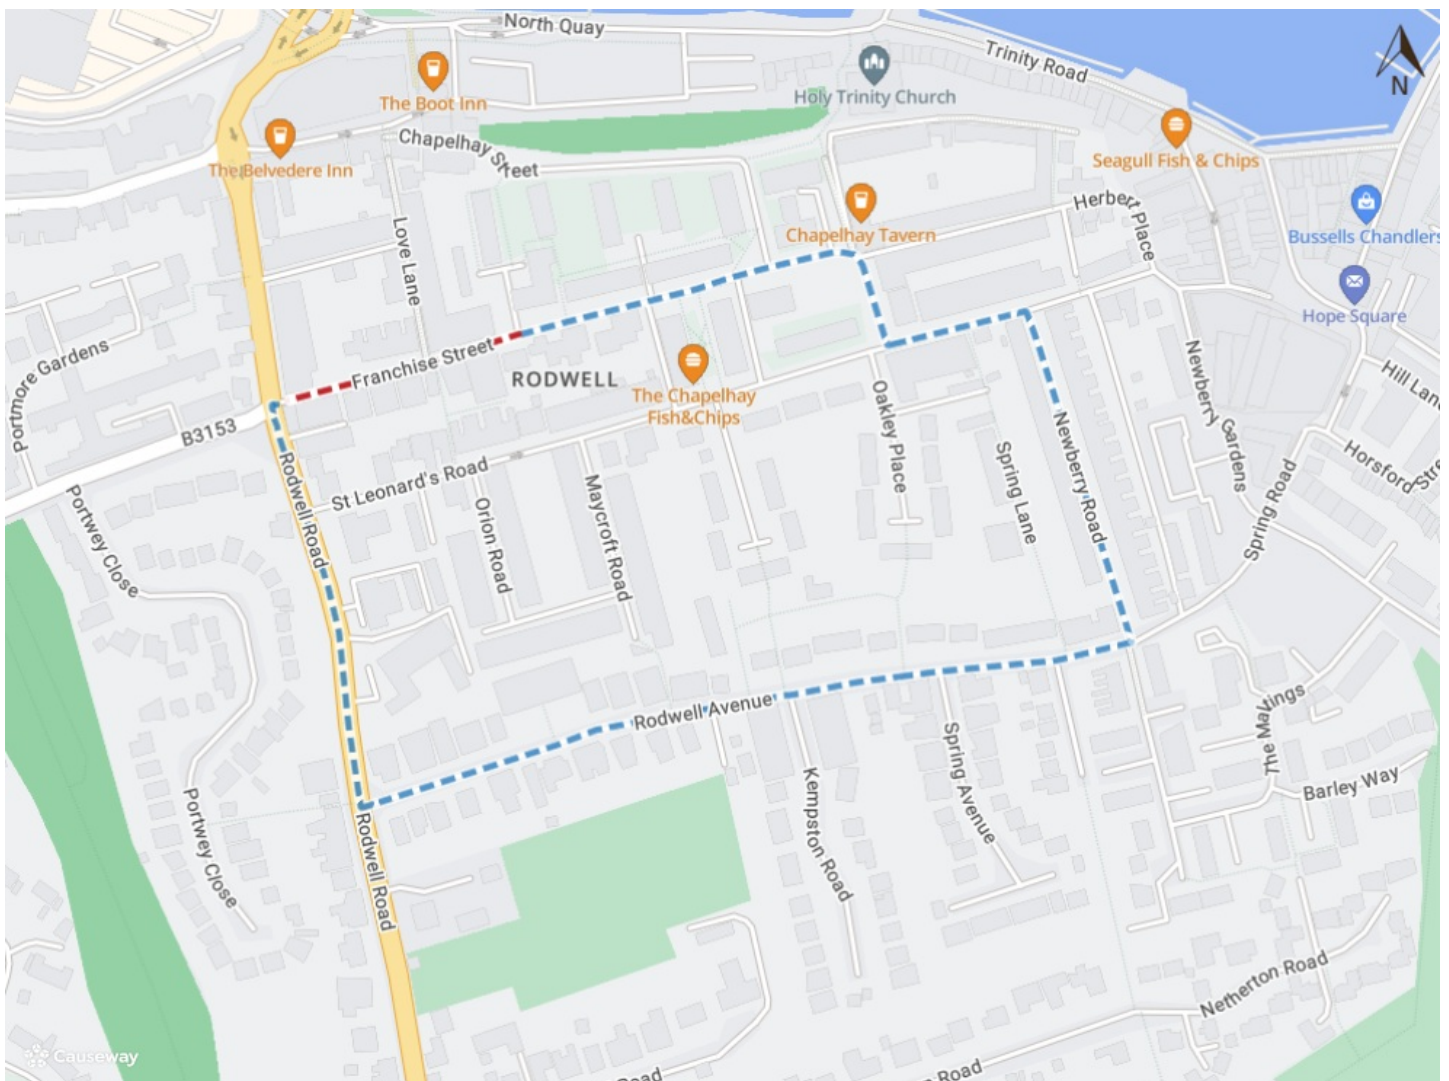 North Quay
Trinity Road
N
The Boot Inn
Holy Trinity Church
Chapelhay Street
The Belvedere Inn
Seagull Fish & Chips
Herbert Place
Chapelhay Tavern
Bussells Chandlers
Love Lane
Hope Square
Portmore Gardens
Franchise Street
RODWELL
Newberry Gardens
Hill Lane
The Chapelhay
Fish&Chips
B3153
Oakley Place
Newberry Road
Horsford Stre
Rodwell Road
St Leonard's Road
Spring Lane
Spring Road
Maycroft Road
Orion Road
Portwey Close
Rodwell Avenue
The Maltings
Spring Avenue
Barley Way
Kempston Road
Portwey Close
Rodwell Road
Netherton Road
Causeway
Road
Road